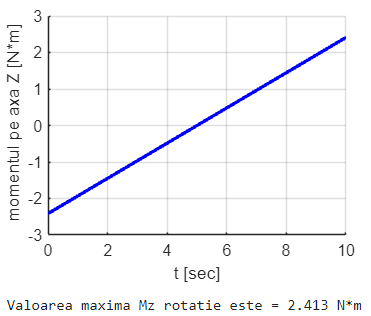 momentul pe axa Z [N*m]
3
2
1
0
-1
-2
-3
0 2 4 6 8 10
t [sec]
Valoarea maxima Mz rotatie este = 2.413 N*m